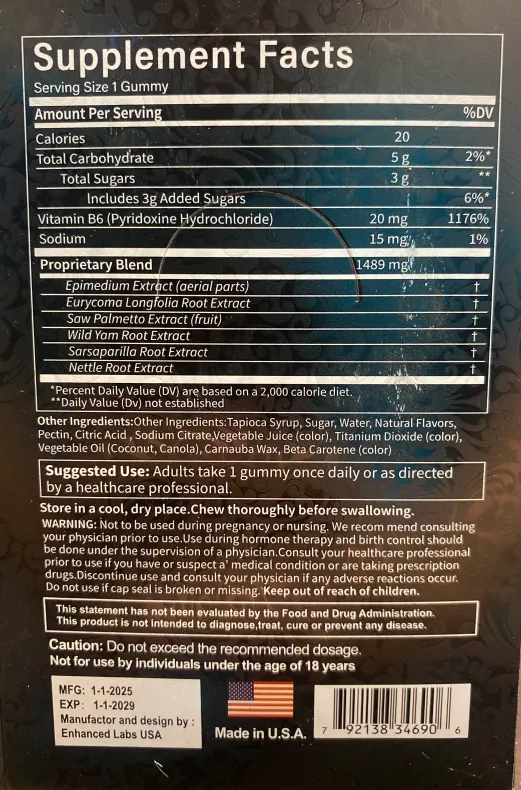 Supplement Facts
Serving Size 1 Gummy
Amount Per Serving %DV
Calories 20
Total Carbohydrate 5 g 2%*
Total Sugars 3 g **
Includes 3g Added Sugars 6%*
Vitamin B6 (Pyridoxine Hydrochloride) 20 mg 1176%
Sodium 15 mg 1%
Proprietary Blend 1489 mg
Epimedium Extract (aerial parts) †
Eurycoma Longfolia Root Extract †
Saw Palmetto Extract (fruit) †
Wild Yam Root Extract †
Sarsaparilla Root Extract †
Nettle Root Extract †
*Percent Daily Value (DV) are based on a 2,000 calorie diet.
**Daily Value (Dv) not established
Other Ingredients:Other Ingredients:Tapioca Syrup, Sugar, Water, Natural Flavors,
Pectin, Citric Acid , Sodium Citrate,Vegetable Juice (color), Titanium Dioxide (color),
Vegetable Oil (Coconut, Canola), Carnauba Wax, Beta Carotene (color)
Suggested Use: Adults take 1 gummy once daily or as directed
by a healthcare professional.
Store in a cool, dry place.Chew thoroughly before swallowing.
WARNING: Not to be used during pregnancy or nursing. We recom mend consulting
your physician prior to use.Use during hormone therapy and birth control should
be done under the supervision of a physician.Consult your healthcare professional
prior to use if you have or suspect a' medical condition or are taking prescription
drugs.Discontinue use and consult your physician if any adverse reactions occur.
Do not use if cap seal is broken or missing. Keep out of reach of children.
This statement has not been evaluated by the Food and Drug Administration.
This product is not intended to diagnose,treat, cure or prevent any disease.
Caution: Do not exceed the recommended dosage.
Not for use by individuals under the age of 18 years
MFG: 1-1-2025
EXP: 1-1-2029
Manufactor and design by :
Enhanced Labs USA
Made in U.S.A.
7 92138 34690 6